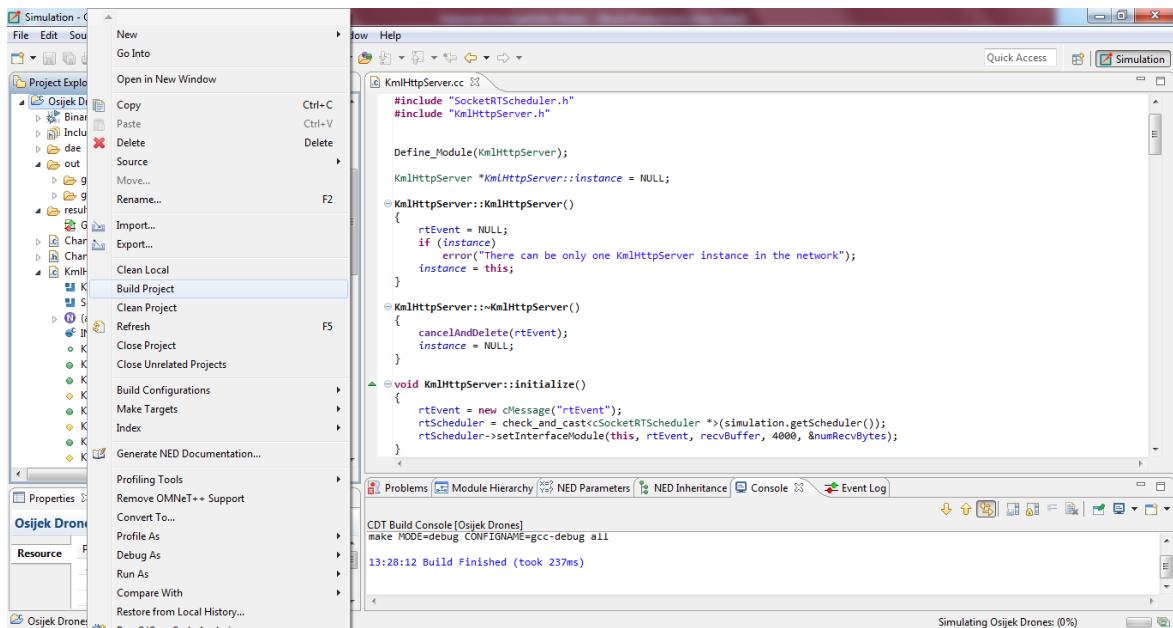 Simulation - C
File Edit Sou
dow Help
Quick Access
Simulation
Project Explo
Osijek Dr
Binar
Inclu
dae
out
g
g
resul
G
Char
Char
KmlH
K
S
(a
IN
K
K
K
K
K
K
K
K
New
Go Into
Open in New Window
Copy Ctrl+C
Paste Ctrl+V
Delete Delete
Source
Move...
Rename... F2
Import...
Export...
Clean Local
Build Project
Clean Project
Refresh F5
Close Project
Close Unrelated Projects
Build Configurations
Make Targets
Index
Generate NED Documentation...
Profiling Tools
Remove OMNeT++ Support
Convert To...
Profile As
Debug As
Run As
Compare With
Restore from Local History...
KmlHttpServer.cc
#include "SocketRTScheduler.h"
#include "KmlHttpServer.h"
Define_Module(KmlHttpServer);
KmlHttpServer *KmlHttpServer::instance = NULL;
KmlHttpServer::KmlHttpServer()
{
rtEvent = NULL;
if (instance)
error("There can be only one KmlHttpServer instance in the network");
instance = this;
}
KmlHttpServer::~KmlHttpServer()
{
cancelAndDelete(rtEvent);
instance = NULL;
}
void KmlHttpServer::initialize()
{
rtEvent = new cMessage("rtEvent");
rtScheduler = check_and_cast<cSocketRTScheduler *>(simulation.getScheduler());
rtScheduler->setInterfaceModule(this, rtEvent, recvBuffer, 4000, &numRecvBytes);
}
Properties
Osijek Drone
Resource P
Problems Module Hierarchy NED Parameters NED Inheritance Console Event Log
CDT Build Console [Osijek Drones]
make MODE=debug CONFIGNAME=gcc-debug all
13:28:12 Build Finished (took 237ms)
Osijek Drone
Simulating Osijek Drones: (0%)